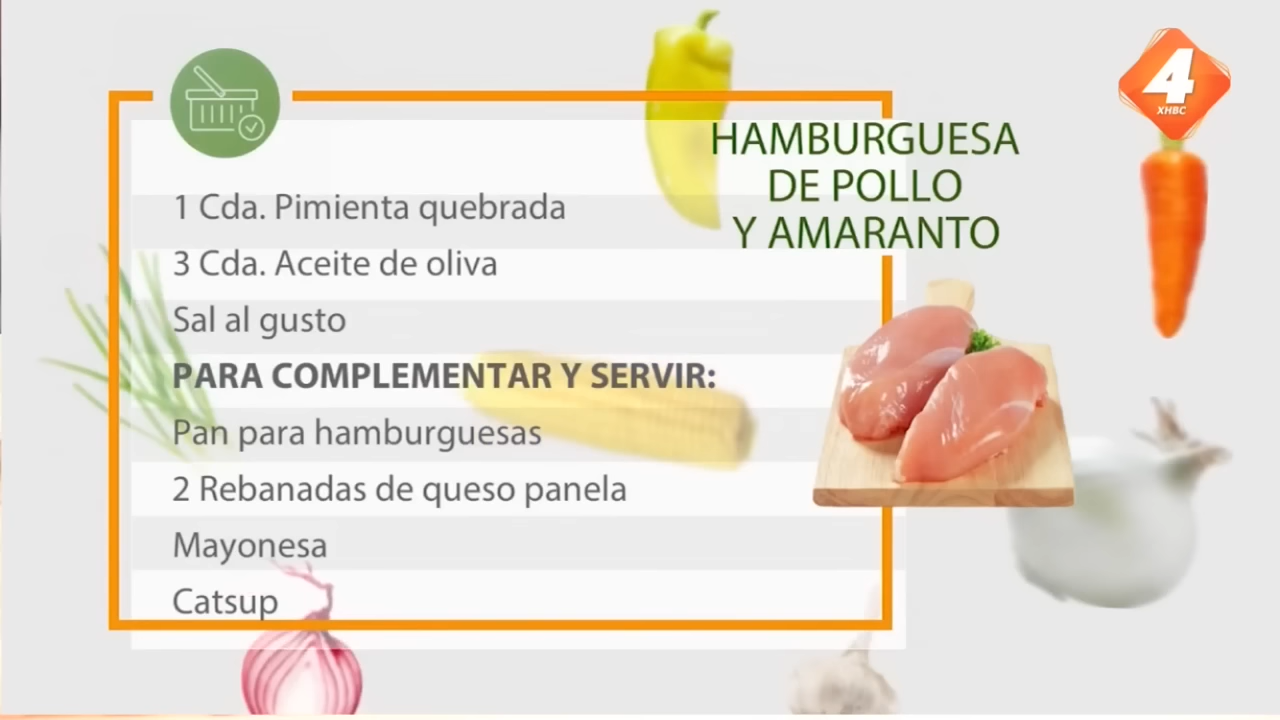 4
XHBC
HAMBURGUESA
DE POLLO
Y AMARANTO
1 Cda. Pimienta quebrada
3 Cda. Aceite de oliva
Sal al gusto
PARA COMPLEMENTAR Y SERVIR:
Pan para hamburguesas
2 Rebanadas de queso panela
Mayonesa
Catsup